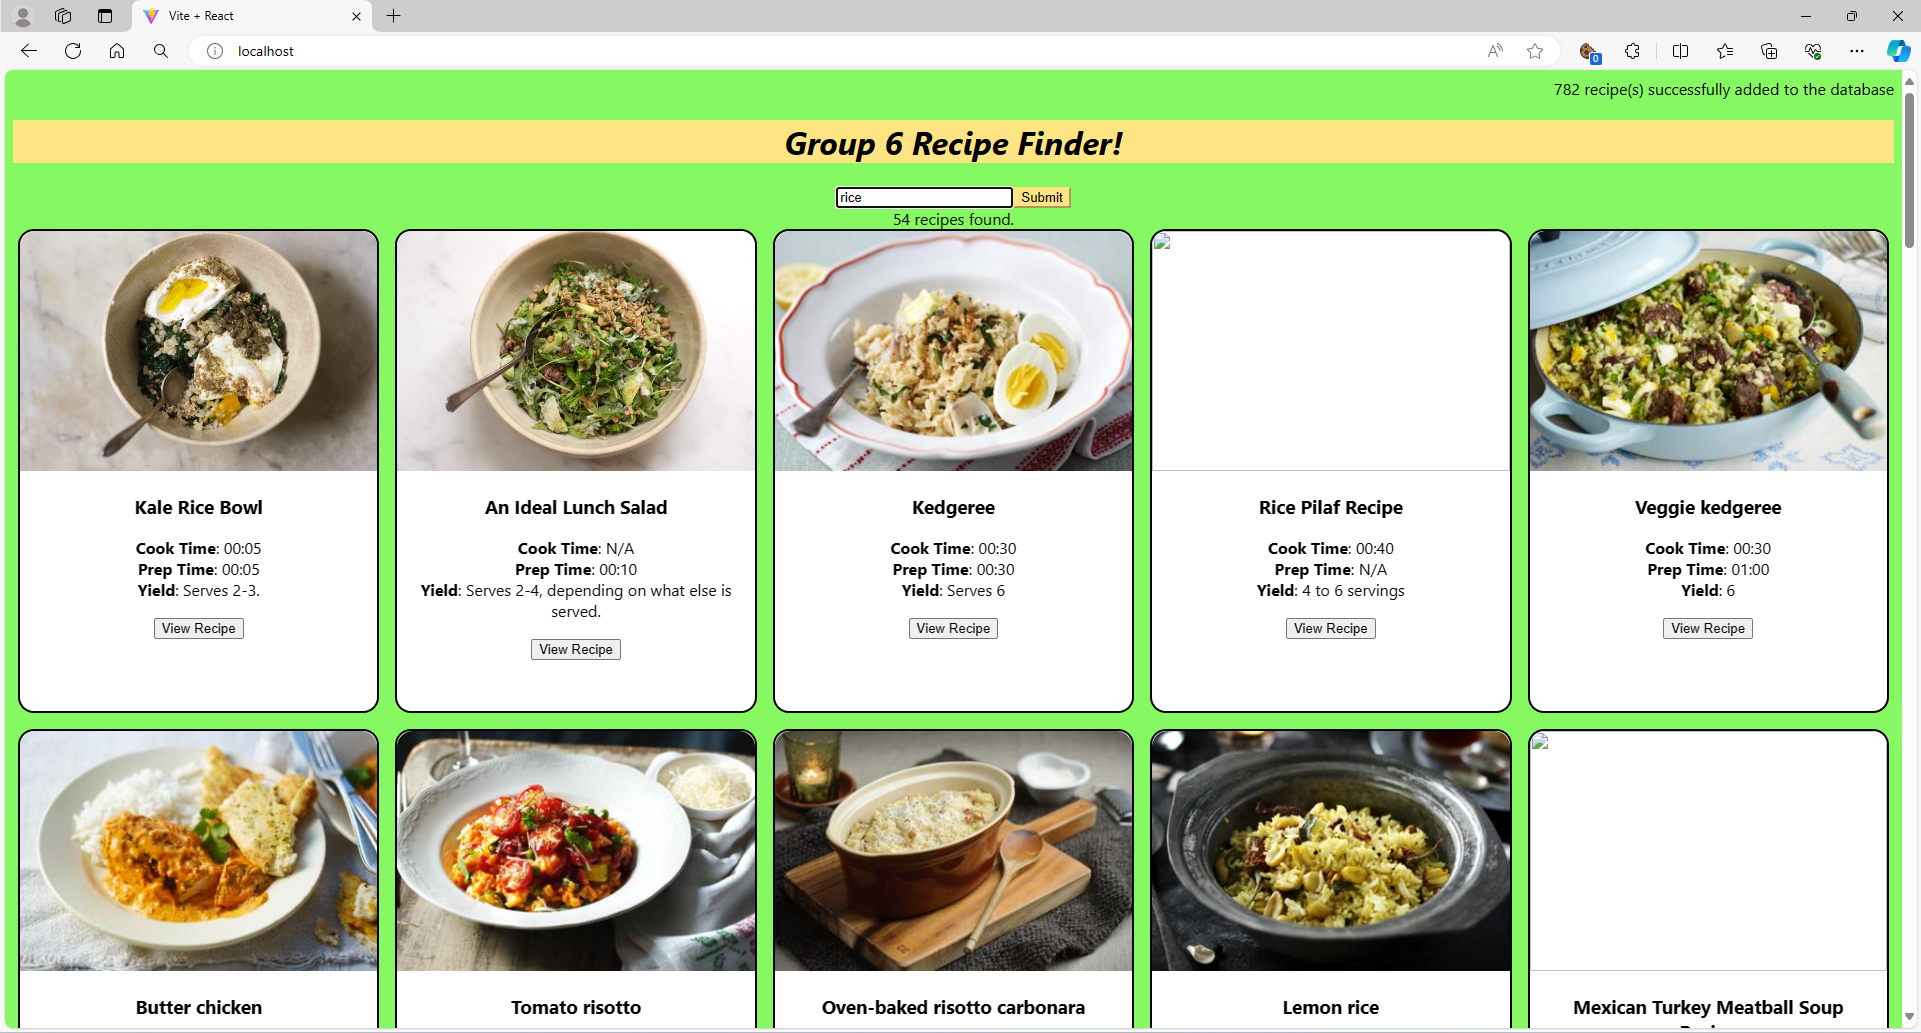 Vite + React
localhost
0
782 recipe(s) successfully added to the database
Group 6 Recipe Finder!
rice
Submit
54 recipes found.
Kale Rice Bowl
Cook Time: 00:05
Prep Time: 00:05
Yield: Serves 2-3.
View Recipe
An Ideal Lunch Salad
Cook Time: N/A
Prep Time: 00:10
Yield: Serves 2-4, depending on what else is
served.
View Recipe
Kedgeree
Cook Time: 00:30
Prep Time: 00:30
Yield: Serves 6
View Recipe
Rice Pilaf Recipe
Cook Time: 00:40
Prep Time: N/A
Yield: 4 to 6 servings
View Recipe
Veggie kedgeree
Cook Time: 00:30
Prep Time: 01:00
Yield: 6
View Recipe
Butter chicken
Tomato risotto
Oven-baked risotto carbonara
Lemon rice
Mexican Turkey Meatball Soup